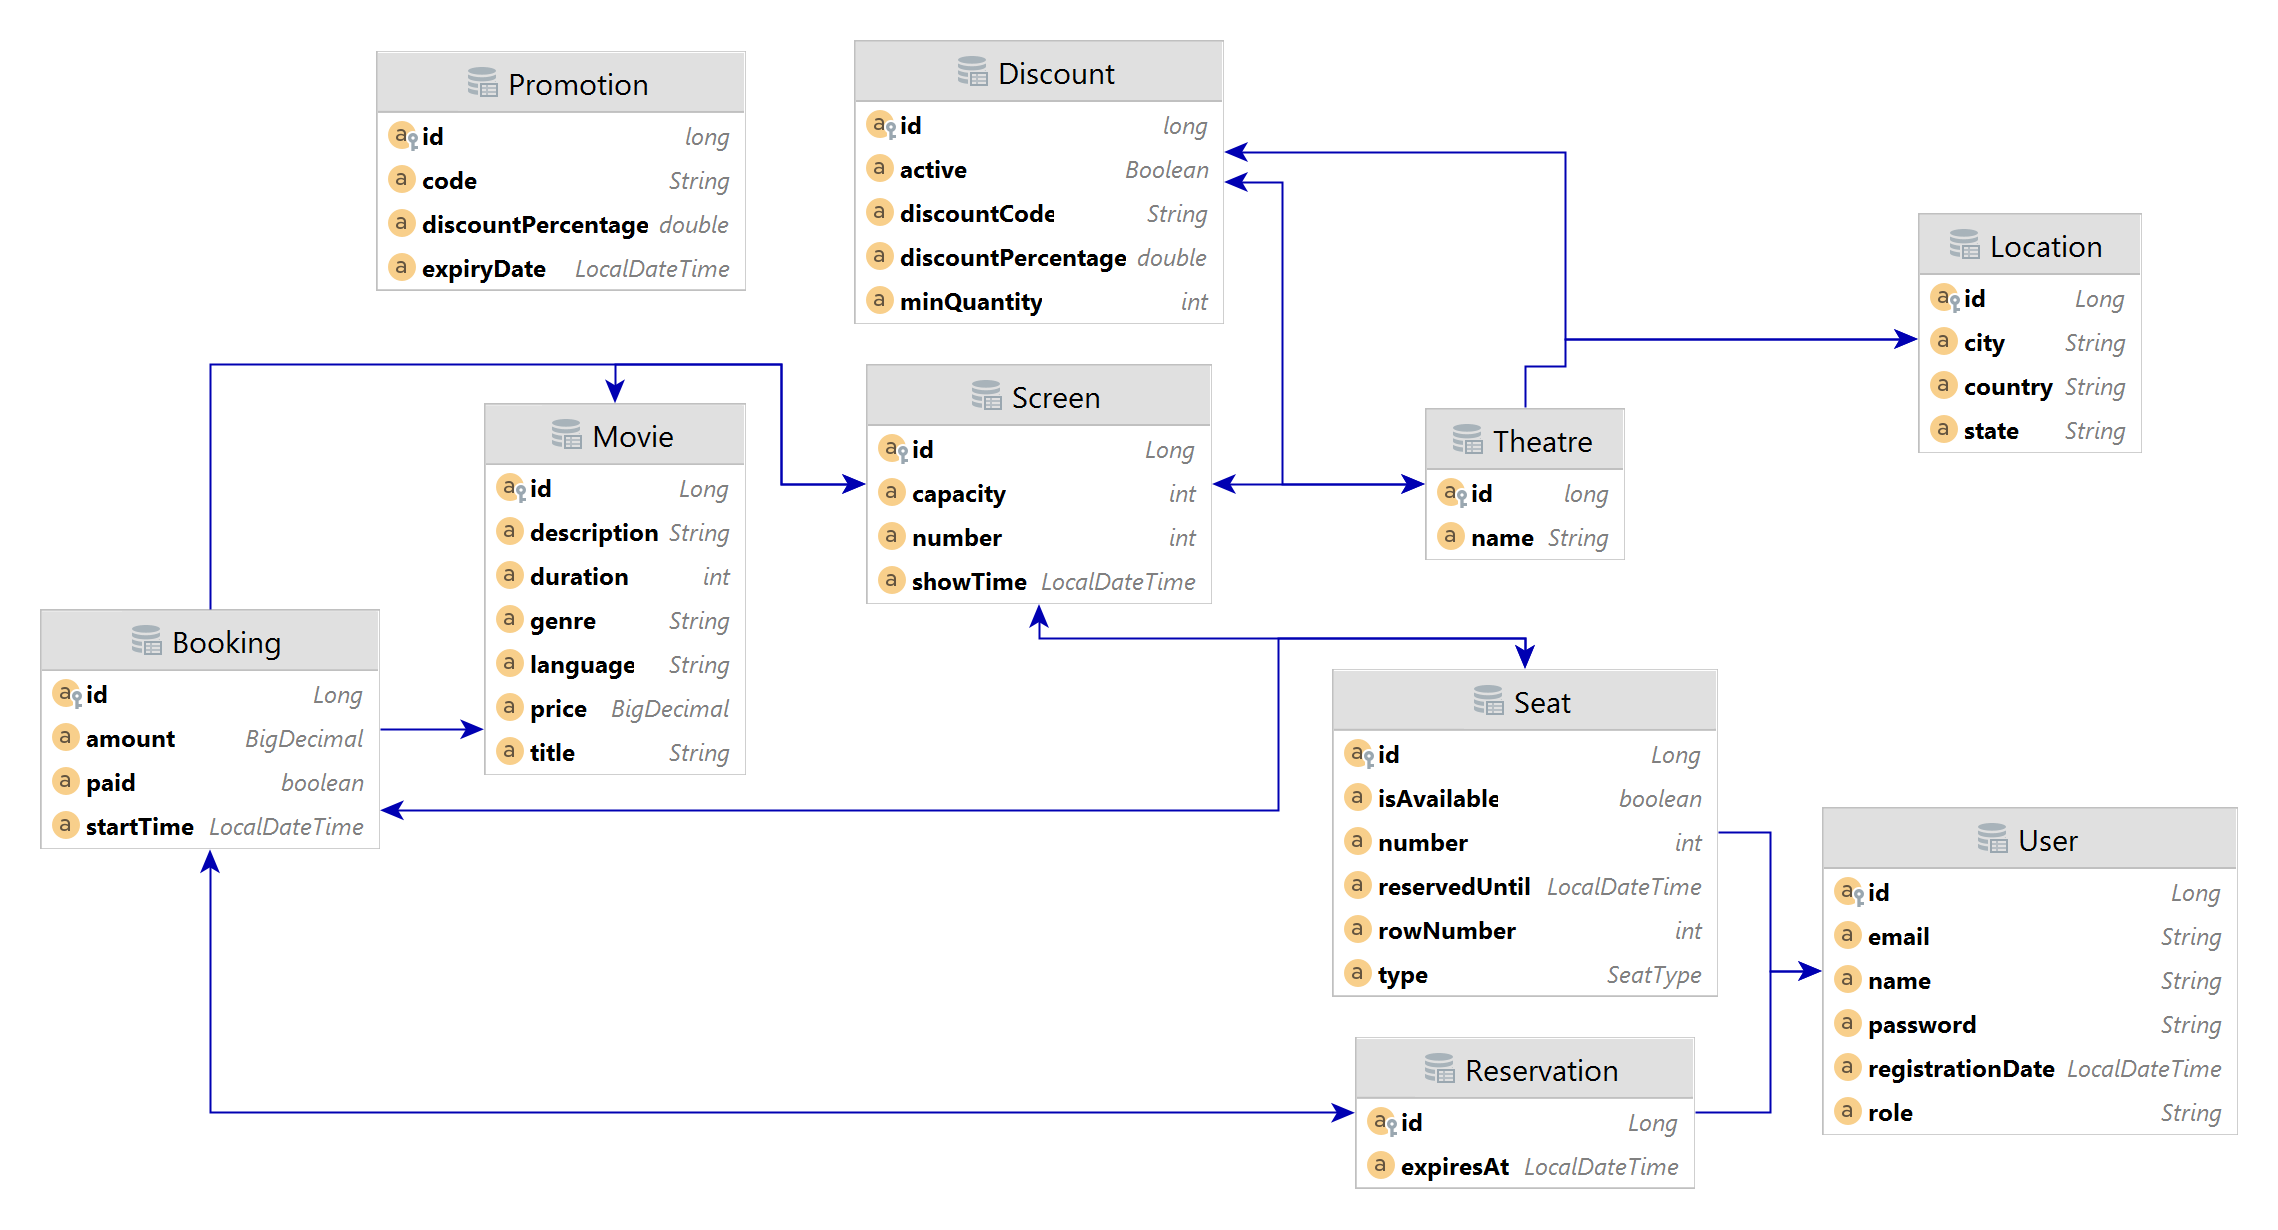 Promotion
id long
code String
discountPercentage double
expiryDate LocalDateTime
Discount
id long
active Boolean
discountCode String
discountPercentage double
minQuantity int
Location
id Long
city String
country String
state String
Movie
id Long
description String
duration int
genre String
language String
price BigDecimal
title String
Screen
id Long
capacity int
number int
showTime LocalDateTime
Theatre
id long
name String
Booking
id Long
amount BigDecimal
paid boolean
startTime LocalDateTime
Seat
id Long
isAvailable boolean
number int
reservedUntil LocalDateTime
rowNumber int
type SeatType
User
id Long
email String
name String
password String
registrationDate LocalDateTime
role String
Reservation
id Long
expiresAt LocalDateTime